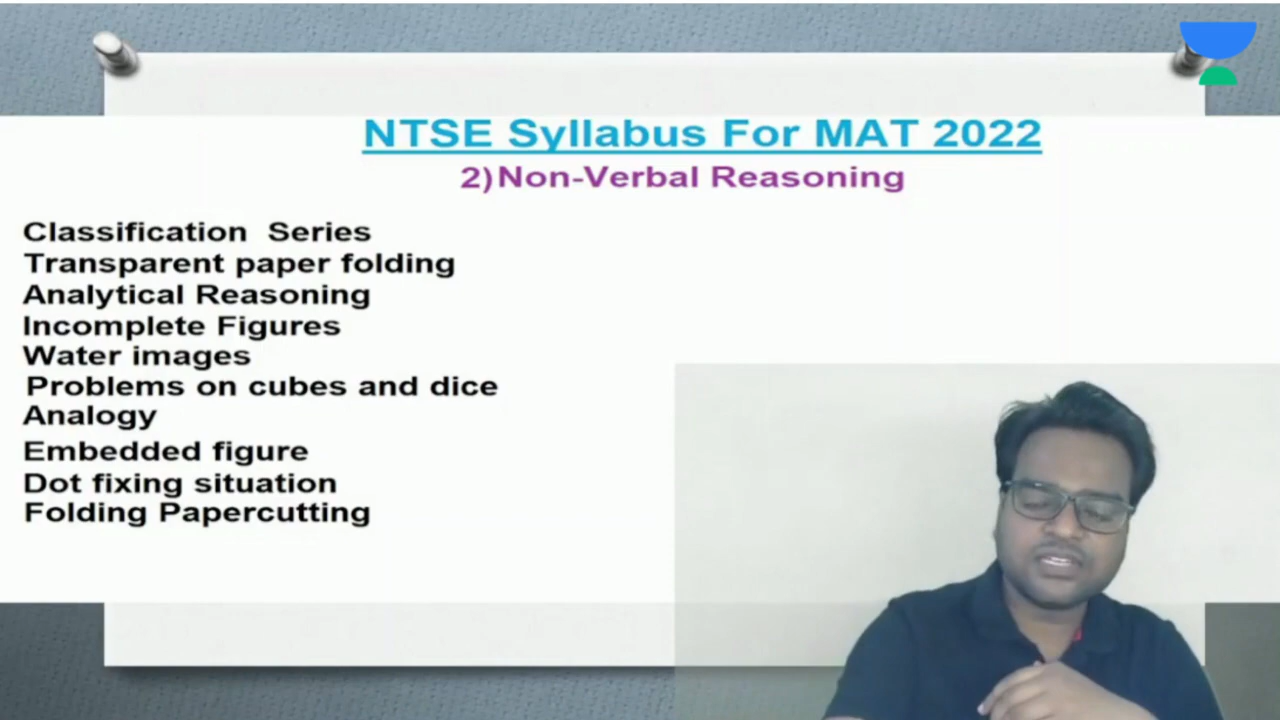 NTSE Syllabus For MAT 2022
2)Non-Verbal Reasoning
Classification Series
Transparent paper folding
Analytical Reasoning
Incomplete Figures
Water images
Problems on cubes and dice
Analogy
Embedded figure
Dot fixing situation
Folding Papercutting